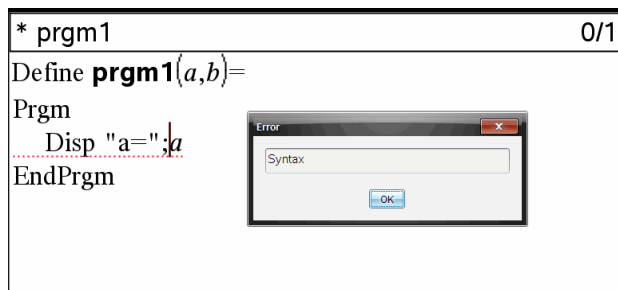 * prgm1 0/1
Define prgm1(a,b)=
Prgm
Disp "a=";a
EndPrgm
Error
Syntax
OK